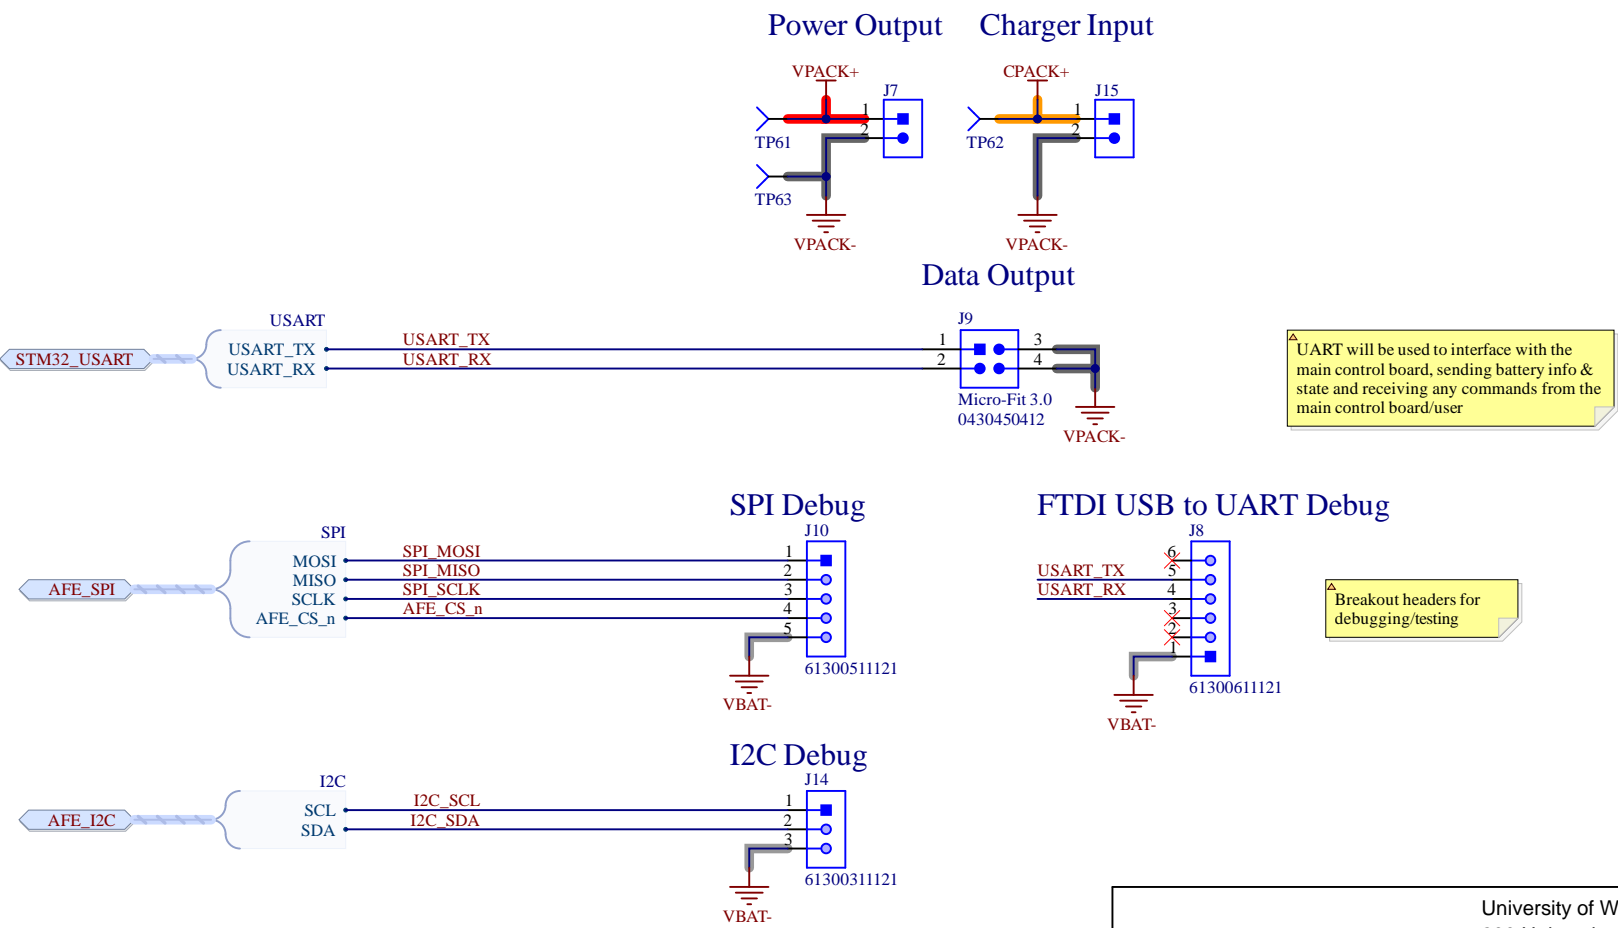 Power Output
Charger Input
VPACK+
CPACK+
J7
J15
1
2
1
2
TP61
TP62
TP63
VPACK-
VPACK-
Data Output
USART
J9
STM32_USART
USART_TX
USART_RX
USART_TX
USART_RX
1
2
3
4
Micro-Fit 3.0
0430450412
VPACK-
UART will be used to interface with the
main control board, sending battery info &
state and receiving any commands from the
main control board/user
SPI Debug
FTDI USB to UART Debug
SPI
J10
J8
AFE_SPI
MOSI
MISO
SCLK
AFE_CS_n
SPI_MOSI
SPI_MISO
SPI_SCLK
AFE_CS_n
1
2
3
4
5
61300511121
VBAT-
USART_TX
USART_RX
6
5
4
3
2
1
61300611121
VBAT-
Breakout headers for
debugging/testing
I2C Debug
I2C
J14
AFE_I2C
SCL
SDA
I2C_SCL
I2C_SDA
1
2
3
61300311121
VBAT-
University of W